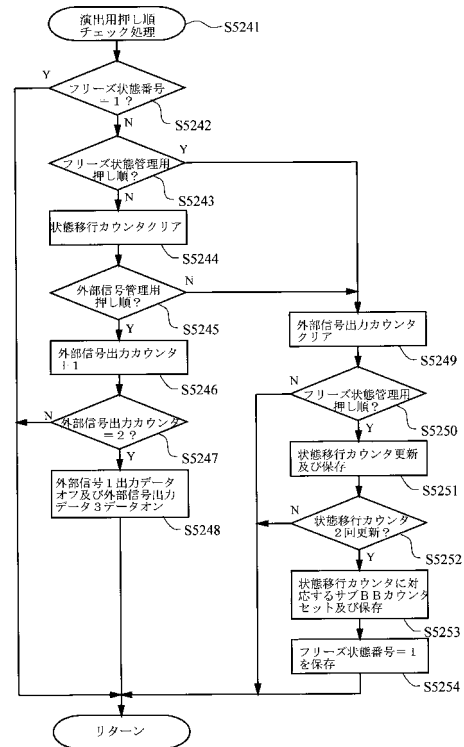 演出用押し順
チェック処理
S5241
Y
フリーズ状態番号
＝1？
S5242
N
フリーズ状態管理用
押し順？
Y
S5243
N
状態移行カウンタクリア
S5244
外部信号管理用
押し順？
N
S5245
Y
外部信号出力カウンタ
＋1
S5246
N
外部信号出力カウンタ
＝2？
S5247
Y
外部信号１出力データ
オフ及び外部信号出力
データ３データオン
S5248
外部信号出力カウンタ
クリア
S5249
N
フリーズ状態管理用
押し順？
S5250
Y
状態移行カウンタ更新
及び保存
S5251
N
状態移行カウンタ
２回更新？
S5252
Y
状態移行カウンタに対
応するサブＢＢカウンタ
セット及び保存
S5253
フリーズ状態番号＝1
を保存
S5254
リターン